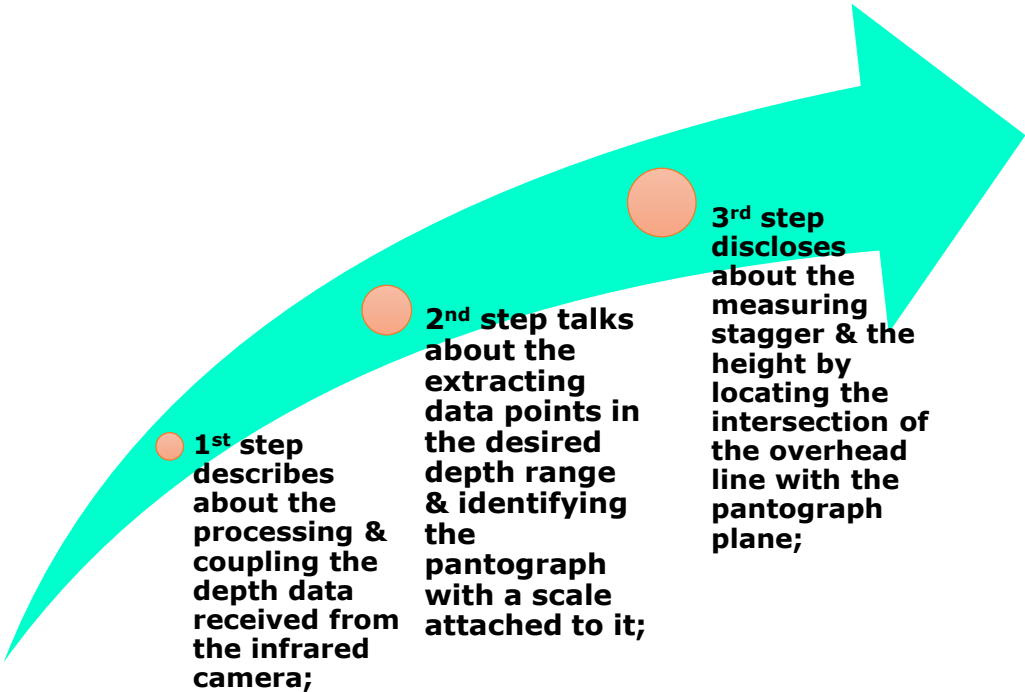 1st step
describes
about the
processing &
coupling the
depth data
received from
the infrared
camera;
2nd step talks
about the
extracting
data points in
the desired
depth range
& identifying
the
pantograph
with a scale
attached to it;
3rd step
discloses
about the
measuring
stagger & the
height by
locating the
intersection of
the overhead
line with the
pantograph
plane;